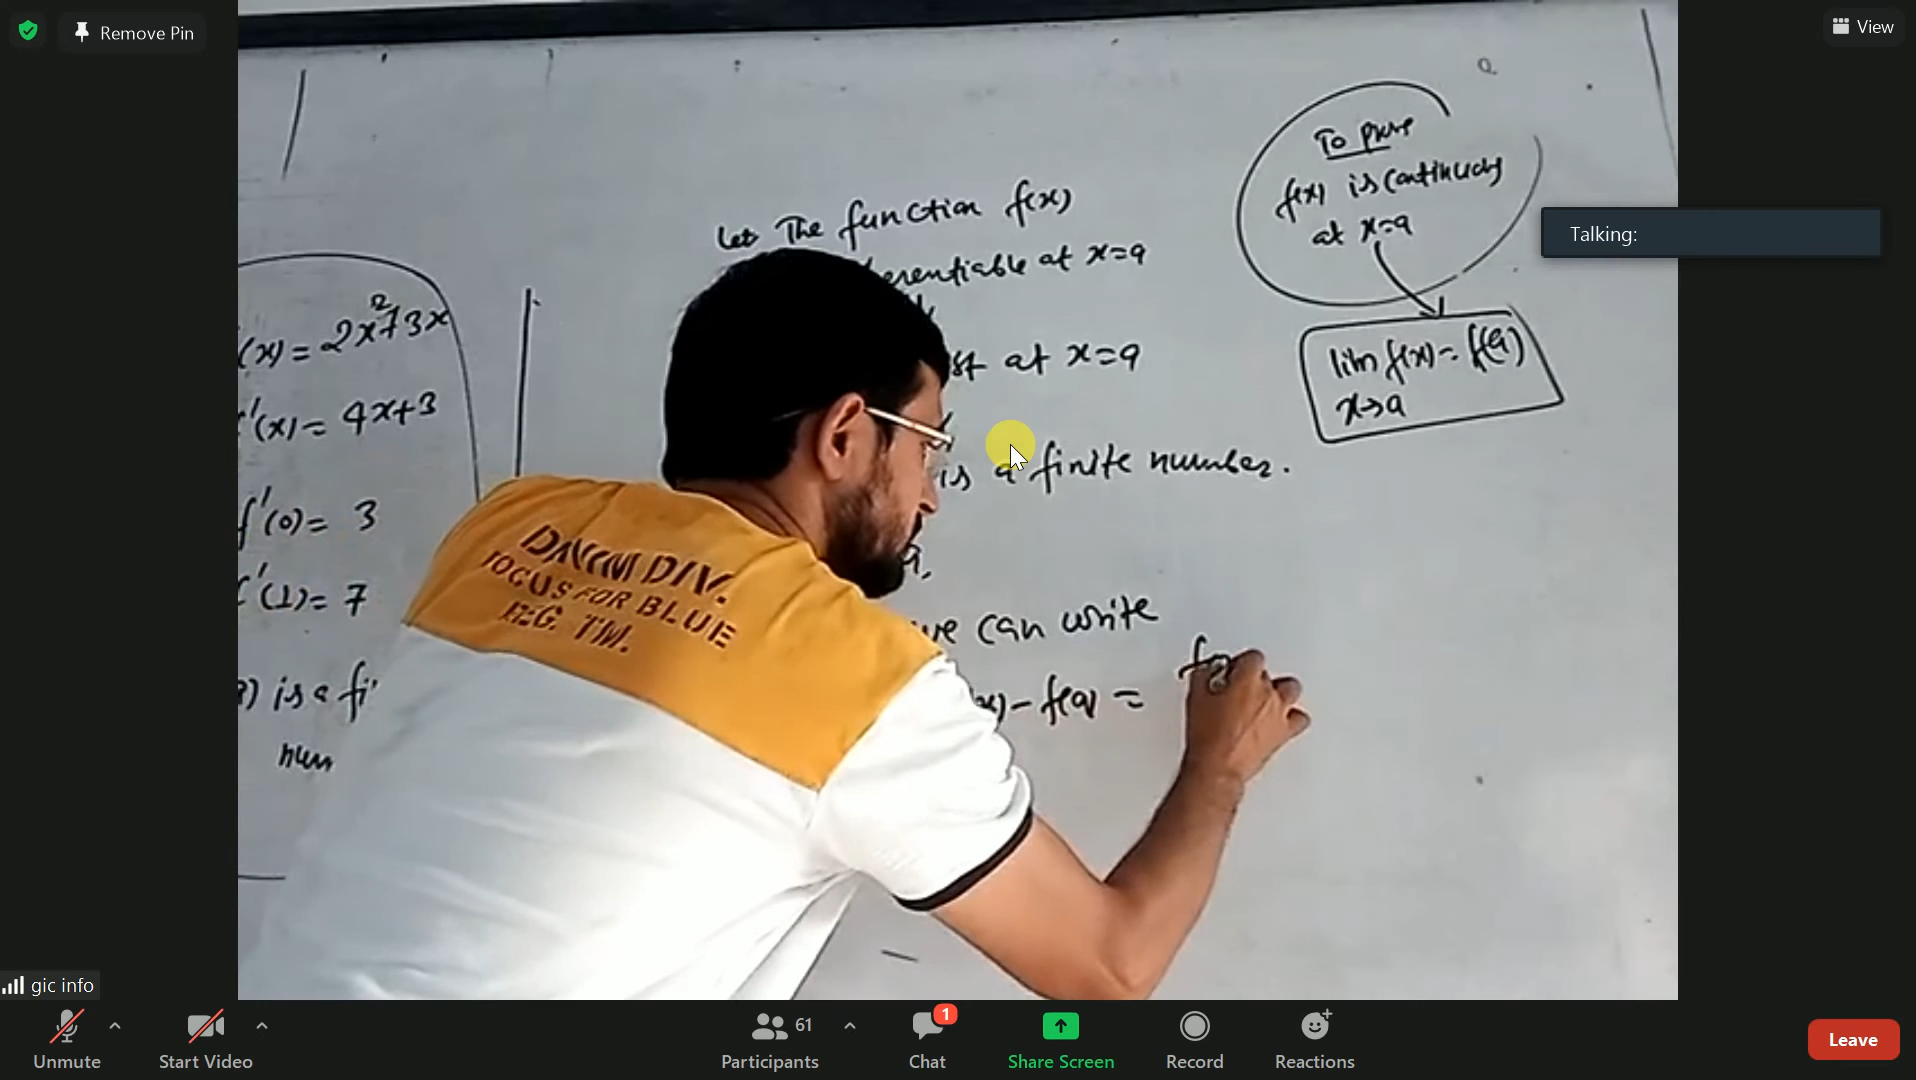 Remove Pin
View
To prove
f(x) is continuous
at x=a
Talking:
Let The function f(x)
erentiable at x=a
lim f(x) = f(a)
x→a
st at x=a
is a finite number.
a.
we can write
x) - f(a) =
(x) = 2x²+3x
f'(x) = 4x+3
f'(0) = 3
f'(1) = 7
) is a fi
num
FOCUS FOR BLUE
REG. TM.
gic info
Unmute
Start Video
61
Participants
1
Chat
Share Screen
Record
Reactions
Leave